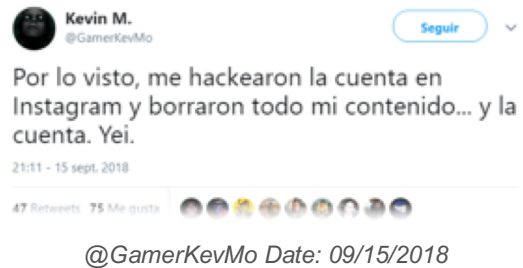 Kevin M.
@GamerKevMo
Seguir
Por lo visto, me hackearon la cuenta en
Instagram y borraron todo mi contenido... y la
cuenta. Yei.
21:11 - 15 sept. 2018
47 Retweets 75 Me gusta
@GamerKevMo Date: 09/15/2018